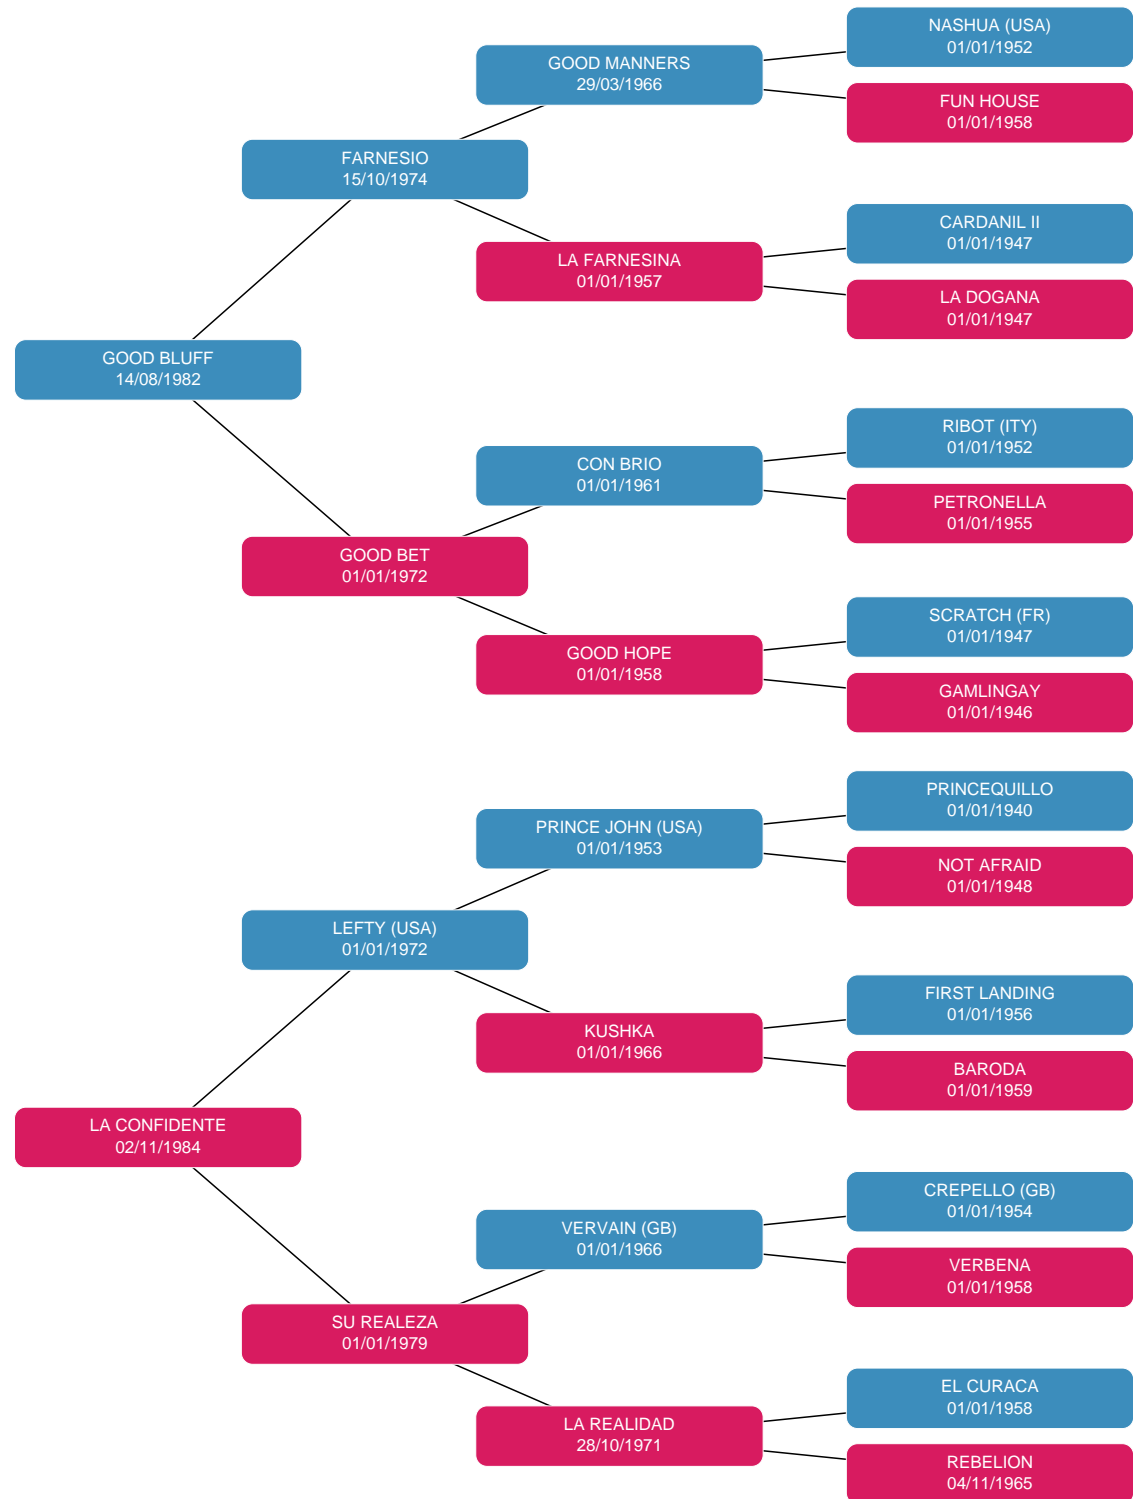 NASHUA (USA)
01/01/1952
GOOD MANNERS
29/03/1966
FUN HOUSE
01/01/1958
FARNESIO
15/10/1974
CARDANIL II
01/01/1947
LA FARNESINA
01/01/1957
LA DOGANA
01/01/1947
GOOD BLUFF
14/08/1982
RIBOT (ITY)
01/01/1952
CON BRIO
01/01/1961
PETRONELLA
01/01/1955
GOOD BET
01/01/1972
SCRATCH (FR)
01/01/1947
GOOD HOPE
01/01/1958
GAMLINGAY
01/01/1946
PRINCEQUILLO
01/01/1940
PRINCE JOHN (USA)
01/01/1953
NOT AFRAID
01/01/1948
LEFTY (USA)
01/01/1972
FIRST LANDING
01/01/1956
KUSHKA
01/01/1966
BARODA
01/01/1959
LA CONFIDENTE
02/11/1984
CREPELLO (GB)
01/01/1954
VERVAIN (GB)
01/01/1966
VERBENA
01/01/1958
SU REALEZA
01/01/1979
EL CURACA
01/01/1958
LA REALIDAD
28/10/1971
REBELION
04/11/1965